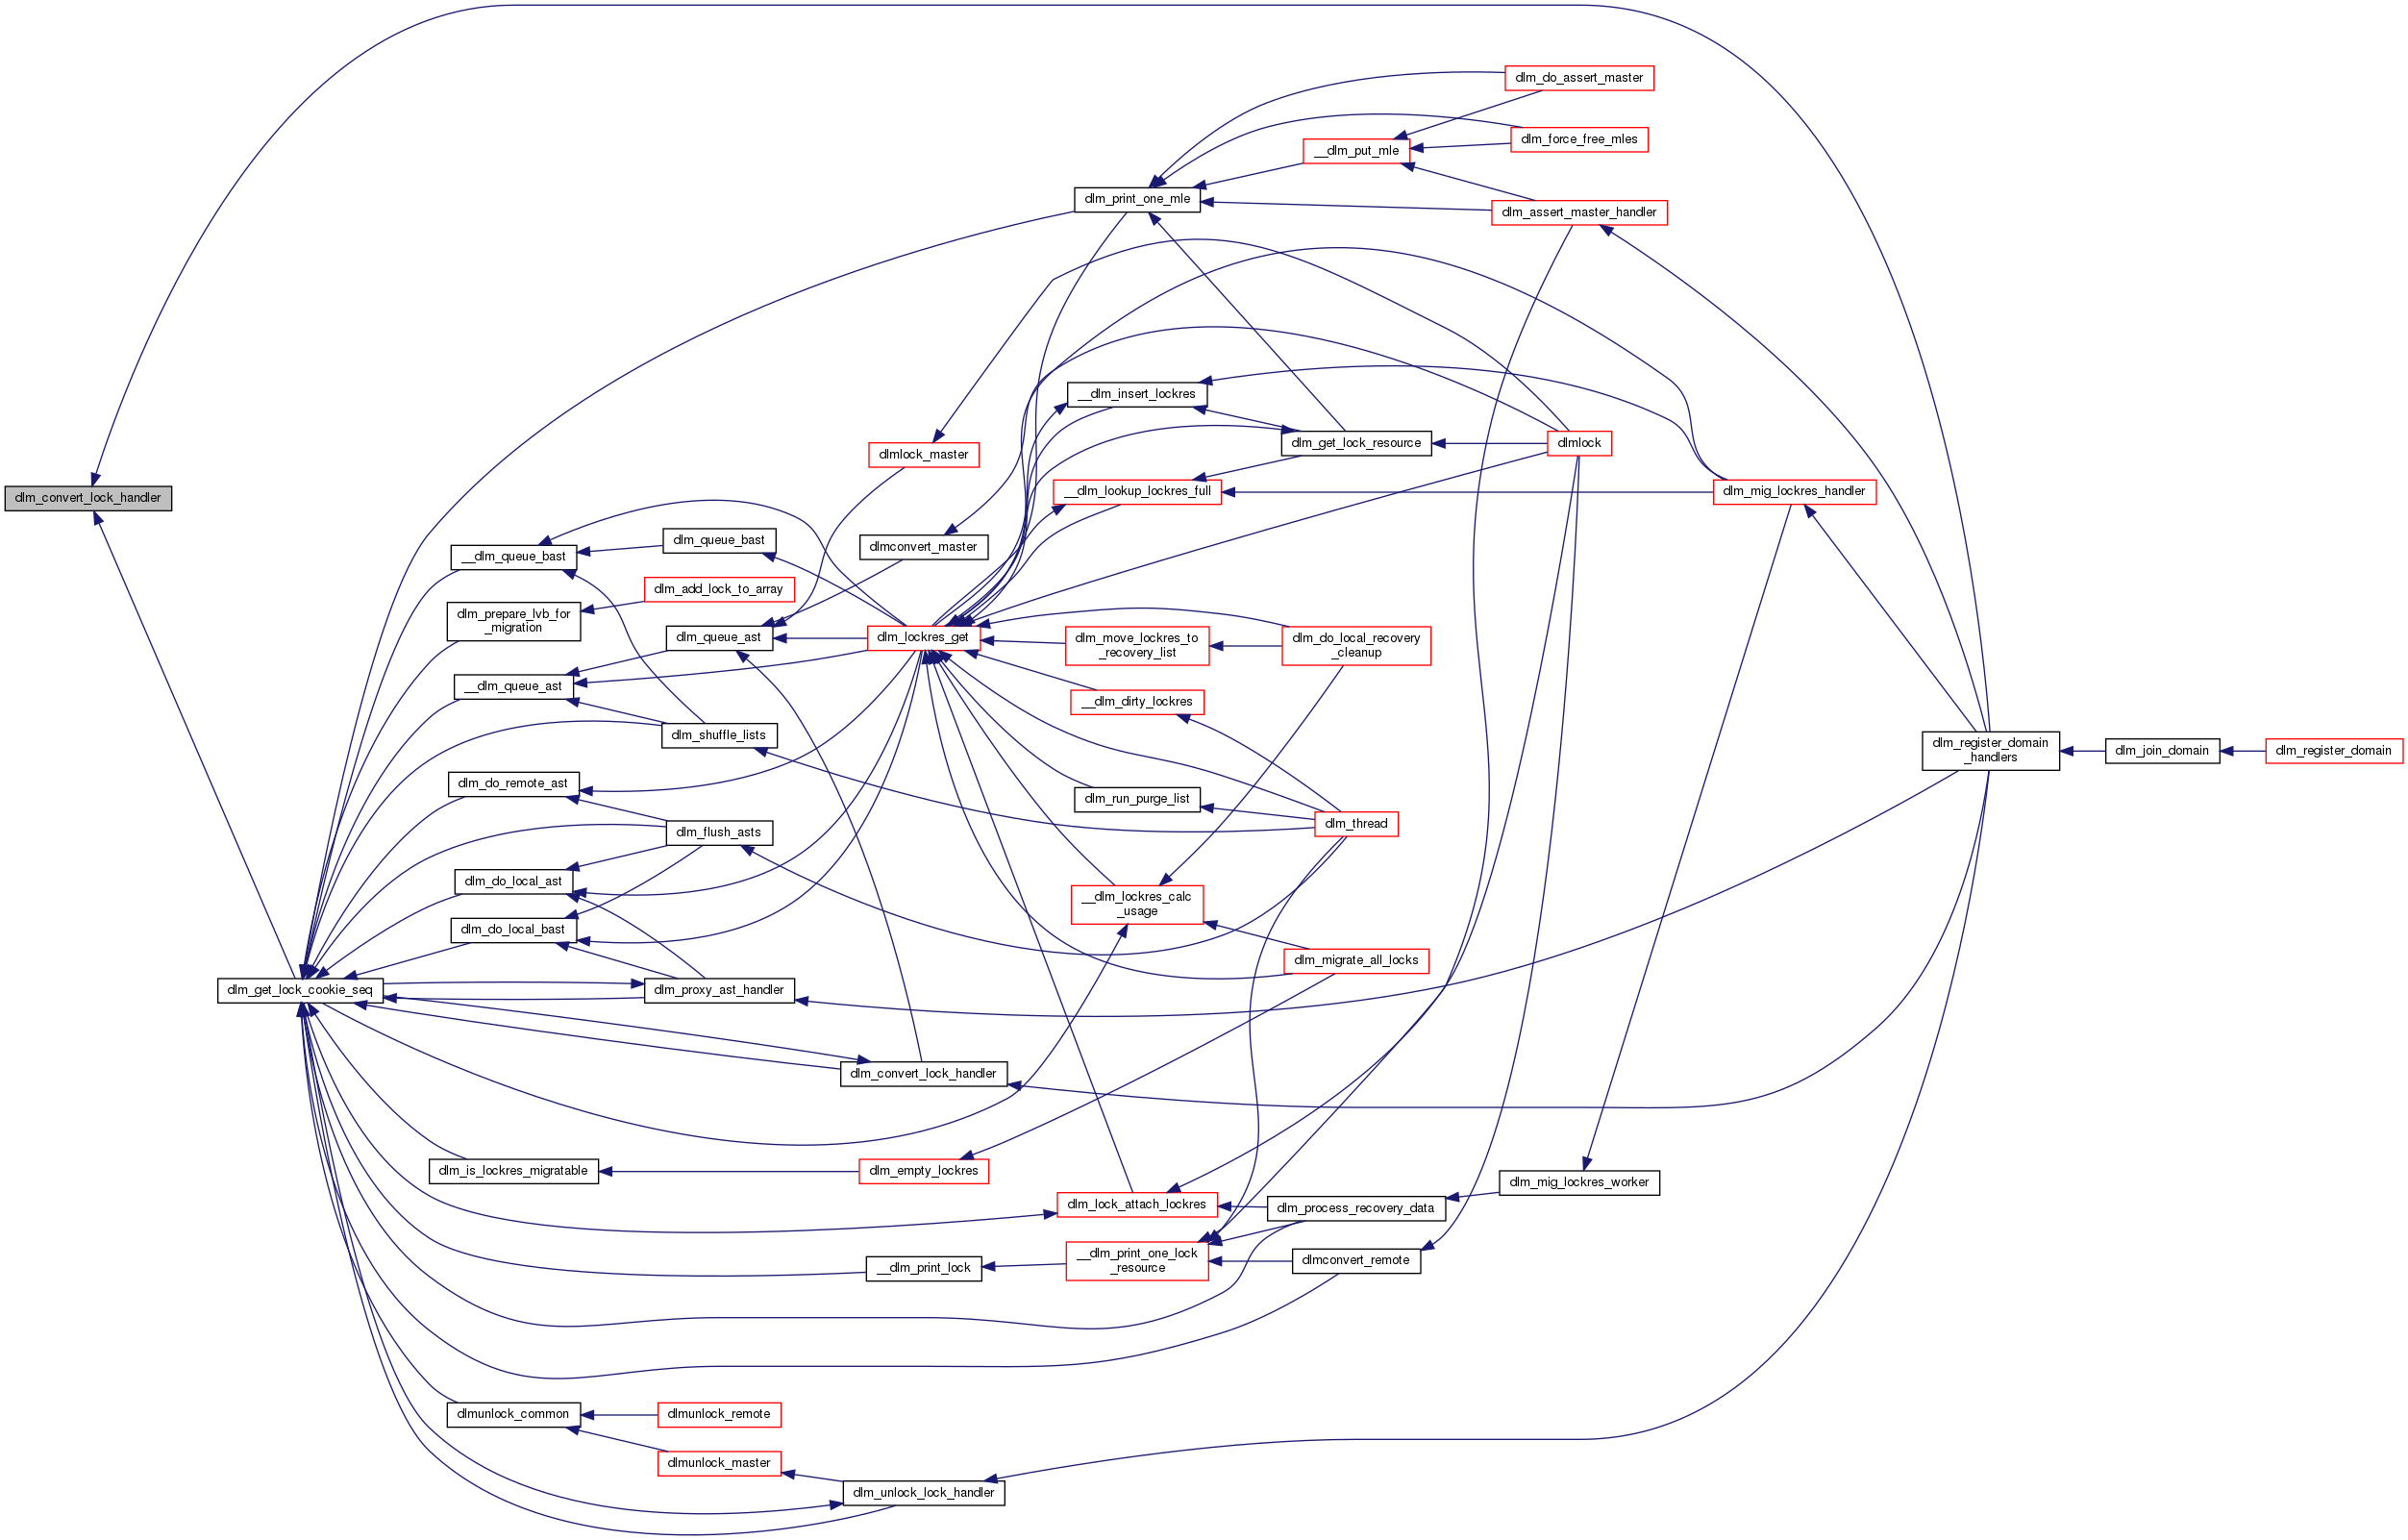 dlm_do_assert_master
dlm_force_free_mles
__dlm_put_mle
dlm_print_one_mle
dlm_assert_master_handler
__dlm_insert_lockres
dlm_get_lock_resource
dlmlock
dlmlock_master
dlm_convert_lock_handler
__dlm_lookup_lockres_full
dlm_mig_lockres_handler
dlm_queue_bast
dlmconvert_master
__dlm_queue_bast
dlm_add_lock_to_array
dlm_prepare_lvb_for
_migration
dlm_queue_ast
dlm_lockres_get
dlm_move_lockres_to
_recovery_list
dlm_do_local_recovery
_cleanup
__dlm_queue_ast
__dlm_dirty_lockres
dlm_shuffle_lists
dlm_register_domain
_handlers
dlm_join_domain
dlm_register_domain
dlm_do_remote_ast
dlm_run_purge_list
dlm_flush_asts
dlm_thread
dlm_do_local_ast
__dlm_lockres_calc
_usage
dlm_do_local_bast
dlm_migrate_all_locks
dlm_get_lock_cookie_seq
dlm_proxy_ast_handler
dlm_convert_lock_handler
dlm_is_lockres_migratable
dlm_empty_lockres
dlm_mig_lockres_worker
dlm_lock_attach_lockres
dlm_process_recovery_data
__dlm_print_lock
__dlm_print_one_lock
_resource
dlmconvert_remote
dlmunlock_common
dlmunlock_remote
dlmunlock_master
dlm_unlock_lock_handler